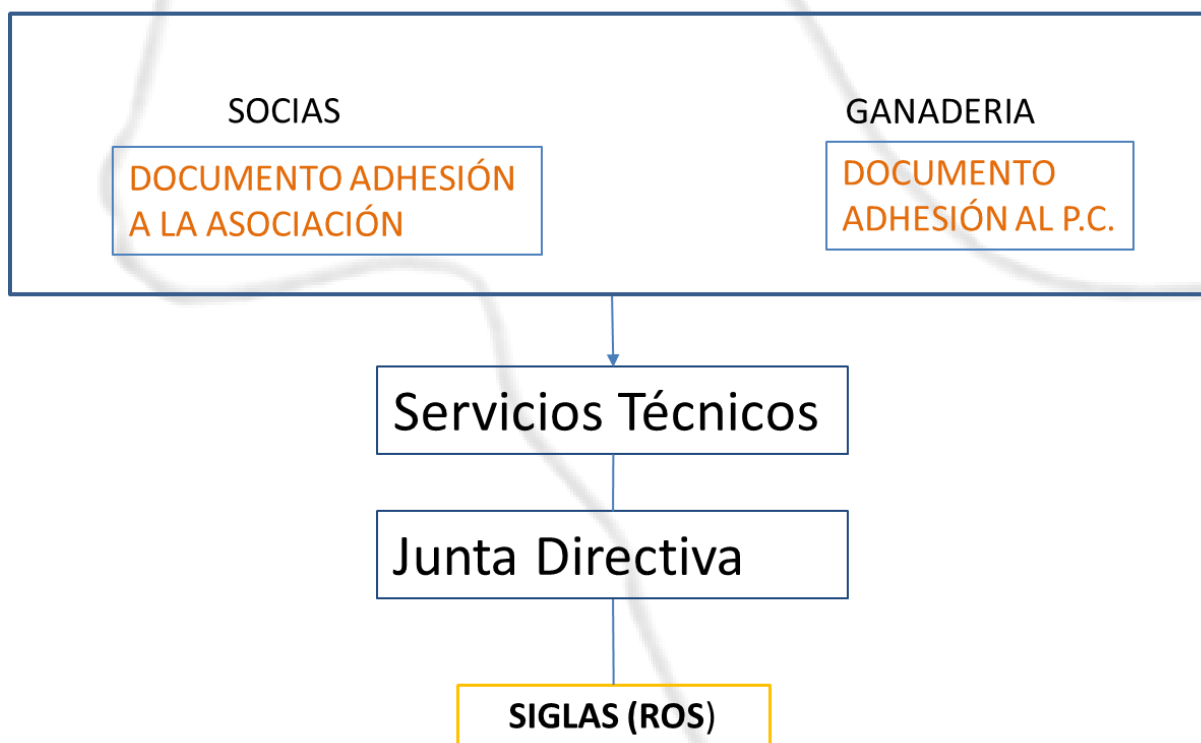 SOCIAS
DOCUMENTO ADHESIÓN
A LA ASOCIACIÓN
GANADERIA
DOCUMENTO
ADHESIÓN AL P.C.
Servicios Técnicos
Junta Directiva
SIGLAS (ROS)